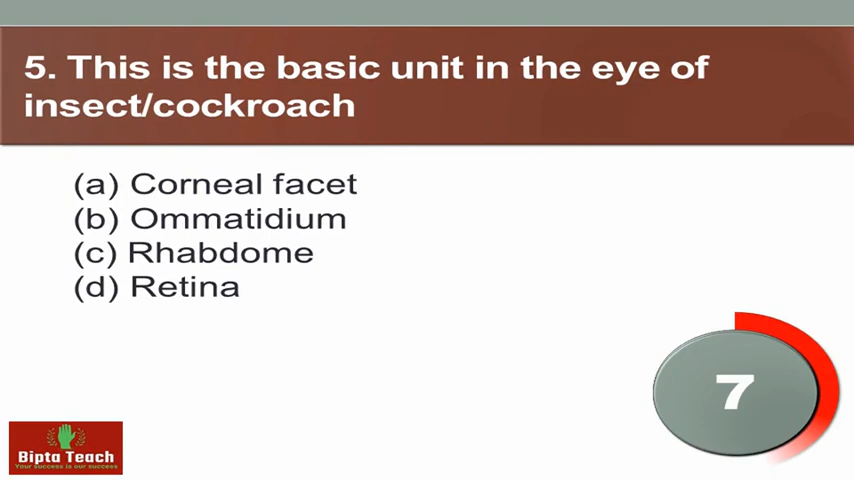 5. This is the basic unit in the eye of
insect/cockroach
(a) Corneal facet
(b) Ommatidium
(c) Rhabdome
(d) Retina
7
Bipta Teach
Your success is our success